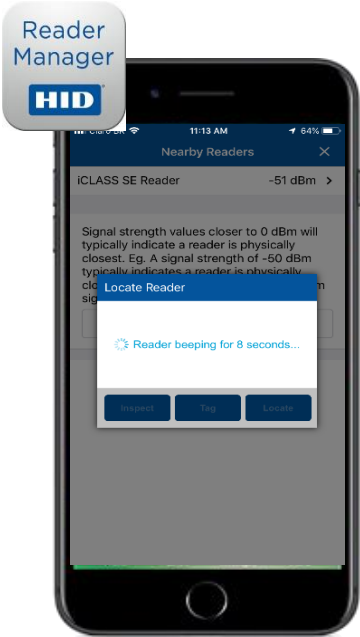 Reader
Manager
HID
11:13 AM
64%
Nearby Readers
iCLASS SE Reader -51 dBm
Signal strength values closer to 0 dBm will
typically indicate a reader is physically
closest. Eg. A signal strength of -50 dBm
typically indicates a reader is physically
clo m
sig
Locate Reader
Reader beeping for 8 seconds...
Inspect Tag Locate